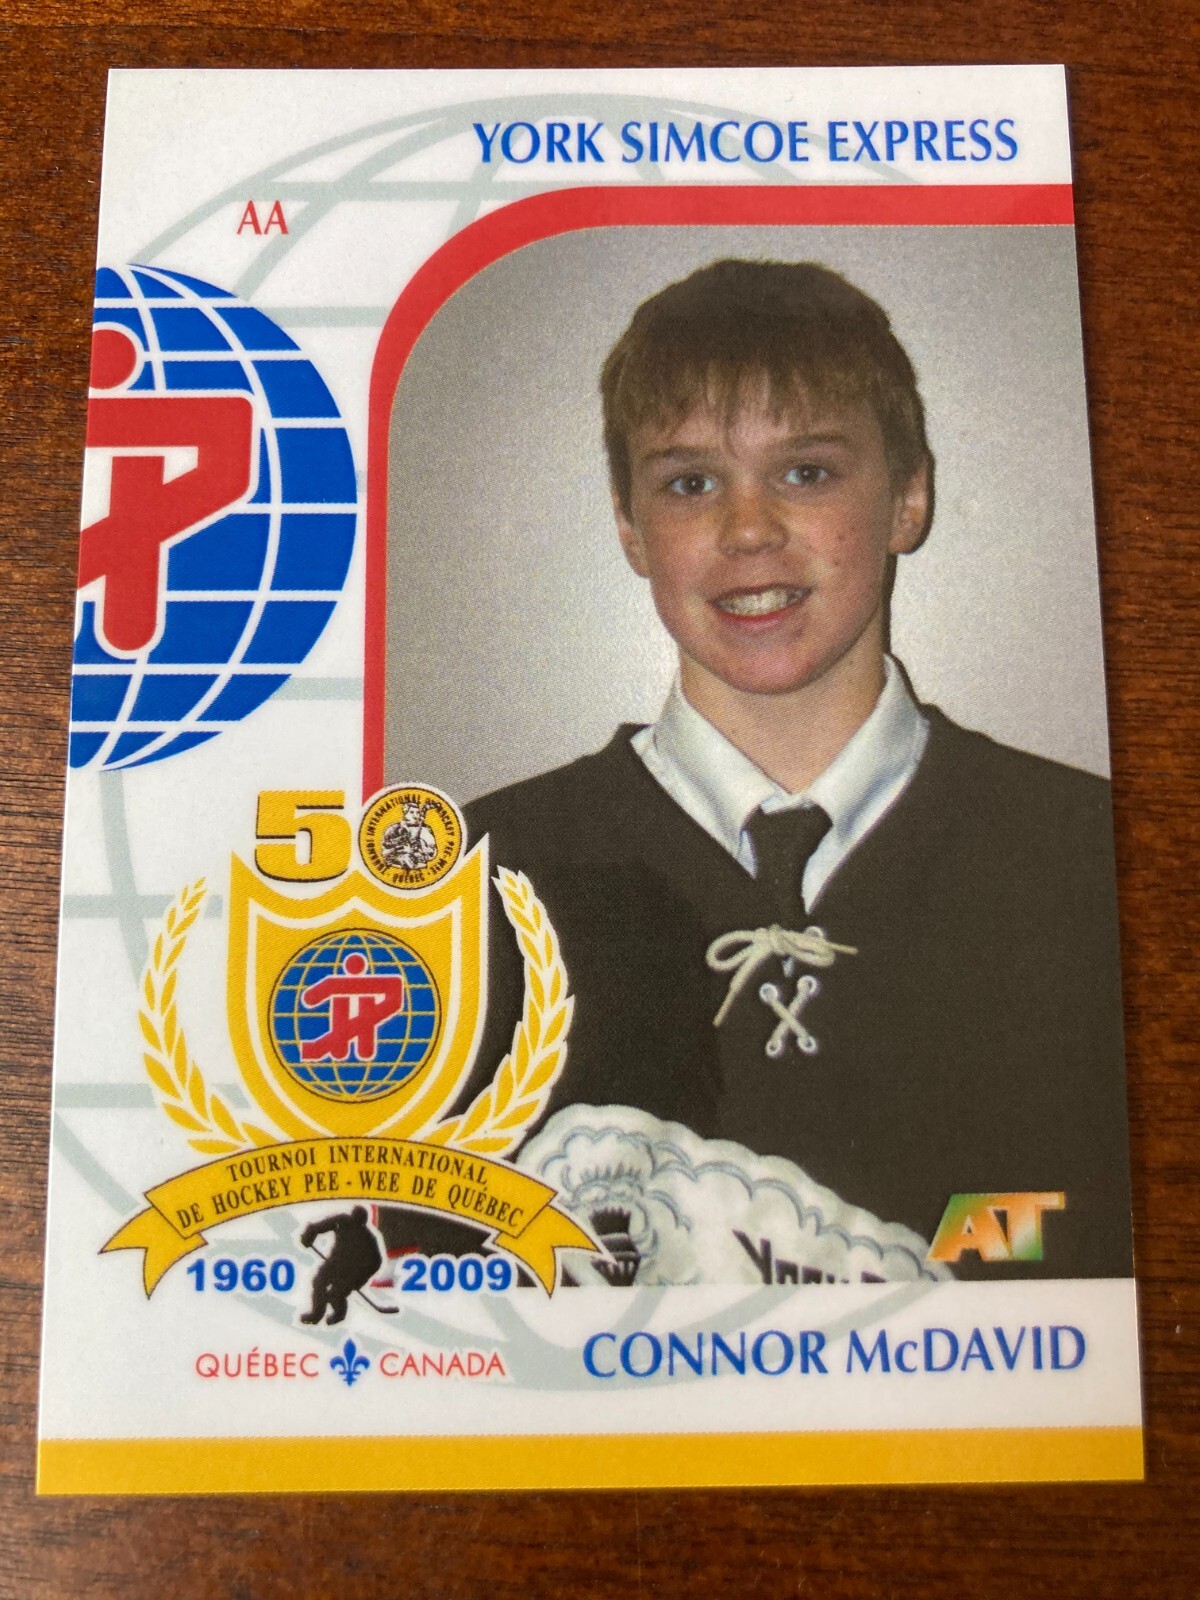 YORK SIMCOE EXPRESS
AA
50
TOURNOI INTERNATIONAL
DE HOCKEY PEE-WEE DE QUÉBEC
1960 2009
QUÉBEC CANADA
AT
CONNOR McDAVID